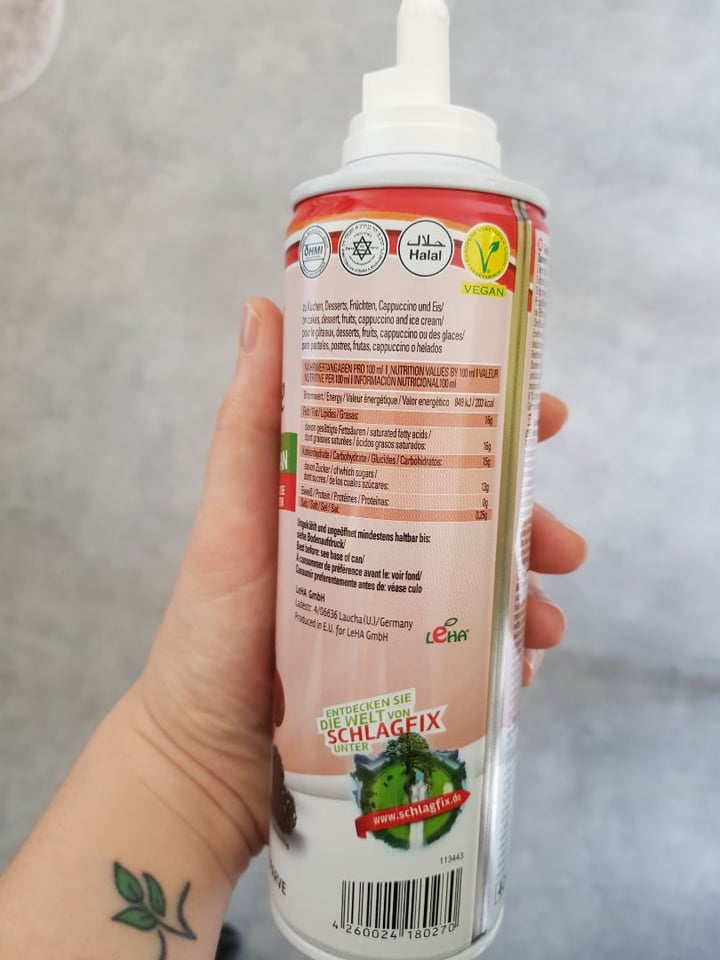 ÖHMI
حلال
Halal
VEGAN
zu Kuchen, Desserts, Früchten, Cappuccino und Eis/
on cakes, dessert, fruits, cappuccino and ice cream/
pour le gâteaux, desserts, fruits, cappuccino ou des glaces/
para pasteles, postres, frutas, cappuccino o helados
NÄHRWERTANGABEN PRO 100 ml I NUTRITION VALUES BY 100 ml I VALEUR
NUTRITIVE PER 100 ml I INFORMACIÓN NUTRICIONAL 100 ml
Brennwert / Energy / Valeur énergétique / Valor energético 849 kJ / 202 kcal
Fett / Fat / Lipides / Grasas: 16g
davon gesättigte Fettsäuren / saturated fatty acids /
dont graisses saturées / ácidos grasos saturados: 16g
Kohlenhydrate / Carbohydrate / Glucides / Carbohidratos: 15g
davon Zucker / of which sugars /
dont sucres / de los cuales azúcares: 13g
Eiweiß / Protein / Protéines / Proteínas: 0g
Salz / Salt / Sel / Sal: 0,25g
Ungekühlt und ungeöffnet mindestens haltbar bis:
siehe Bodenaufdruck/
Best before: see base of can/
A consommer de préférence avant le: voir fond/
Consumir preferentemente antes de: véase culo
LeHA GmbH
Ladestr. 4/06636 Laucha (U.)/Germany
Produced in E.U. for LeHA GmbH
LeHA
ENTDECKEN SIE
DIE WELT VON
SCHLAGFIX
UNTER
www.schlagfix.de
113443
4 260024 180270